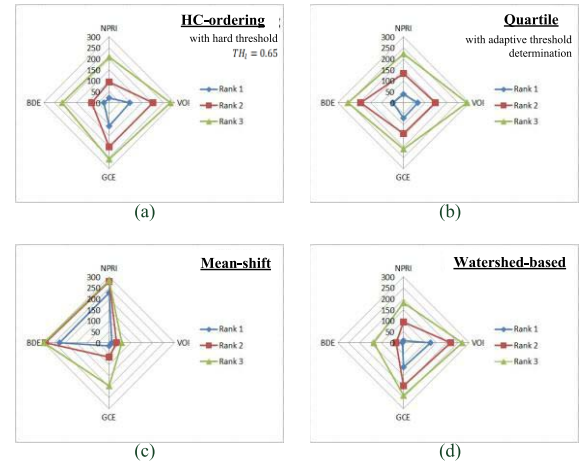 HC-ordering
with hard threshold
TH_l = 0.65
NPRI
300
250
200
150
100
50
0
BDE
VOI
GCE
Rank 1
Rank 2
Rank 3
(a)
Quartile
with adaptive threshold
determination
NPRI
300
250
200
150
100
50
0
BDE
VOI
GCE
Rank 1
Rank 2
Rank 3
(b)
Mean-shift
NPRI
300
250
200
150
100
50
0
BDE
VOI
GCE
Rank 1
Rank 2
Rank 3
(c)
Watershed-based
NPRI
300
250
200
150
100
50
0
BDE
VOI
GCE
Rank 1
Rank 2
Rank 3
(d)